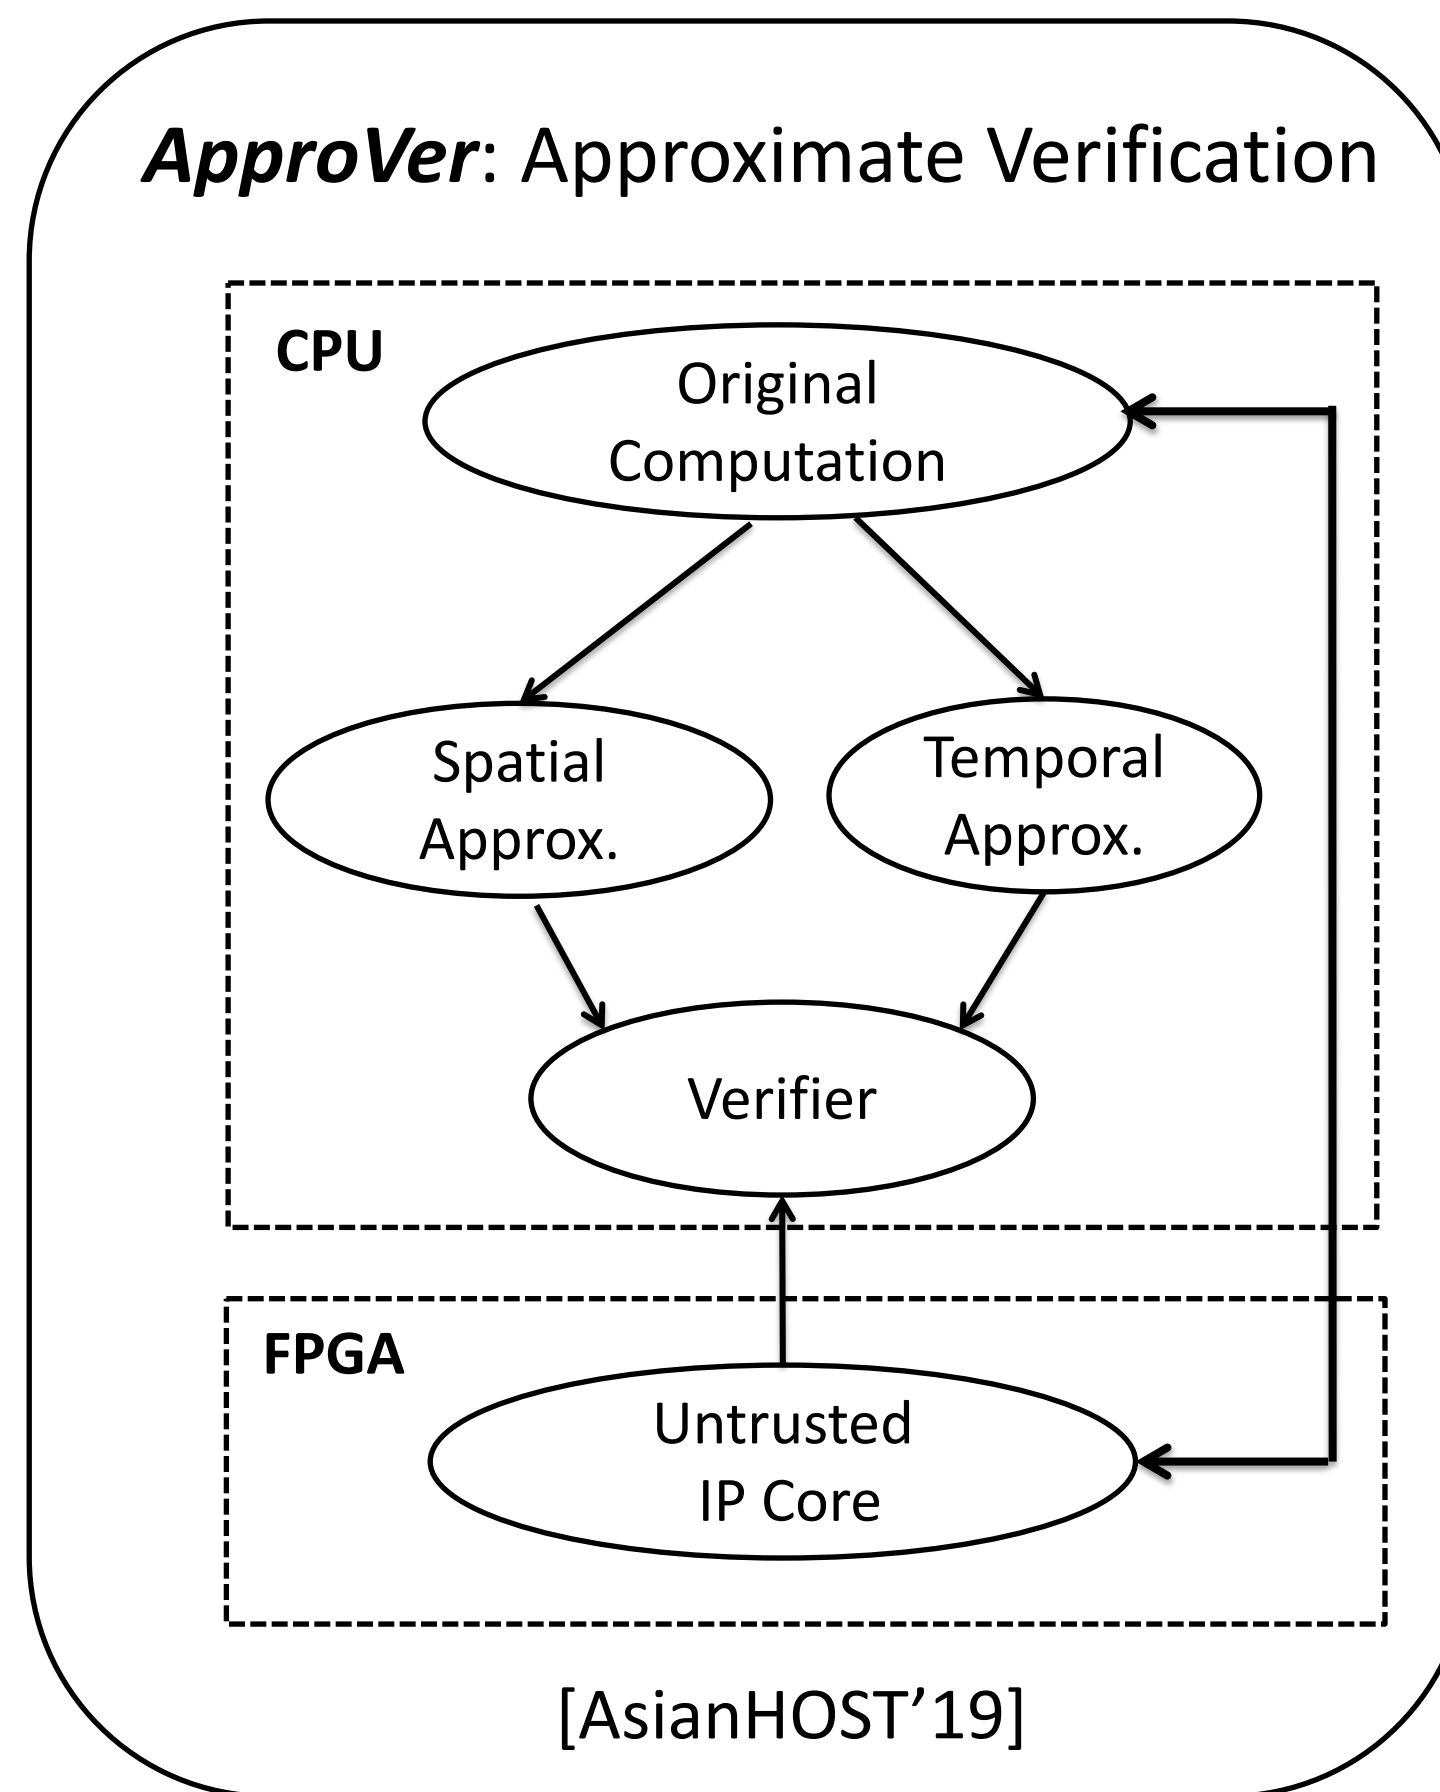 ApproVer: Approximate Verification
CPU
Original
Computation
Spatial
Approx.
Temporal
Approx.
Verifier
FPGA
Untrusted
IP Core
[AsianHOST’19]